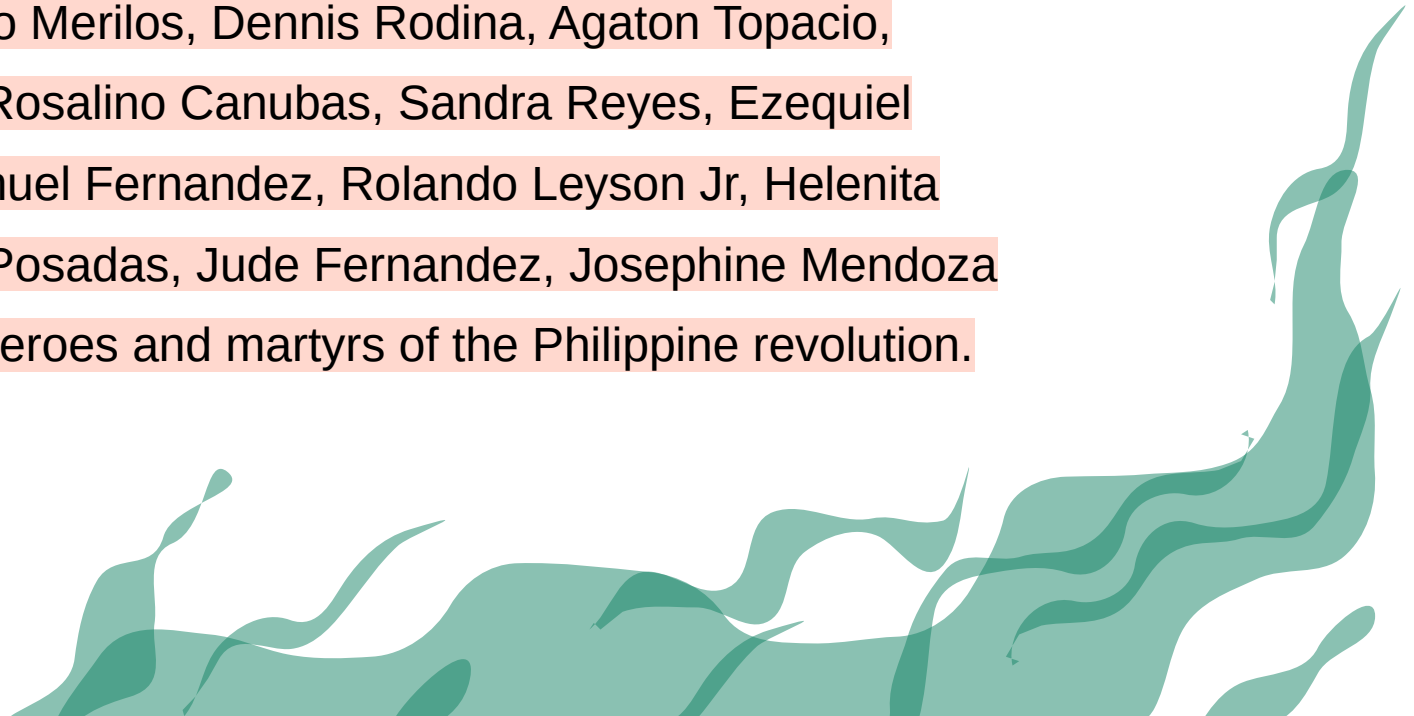 o Merilos, Dennis Rodina, Agaton Topacio,
Rosalino Canubas, Sandra Reyes, Ezequiel
nuel Fernandez, Rolando Leyson Jr, Helenita
Posadas, Jude Fernandez, Josephine Mendoza
eroes and martyrs of the Philippine revolution.